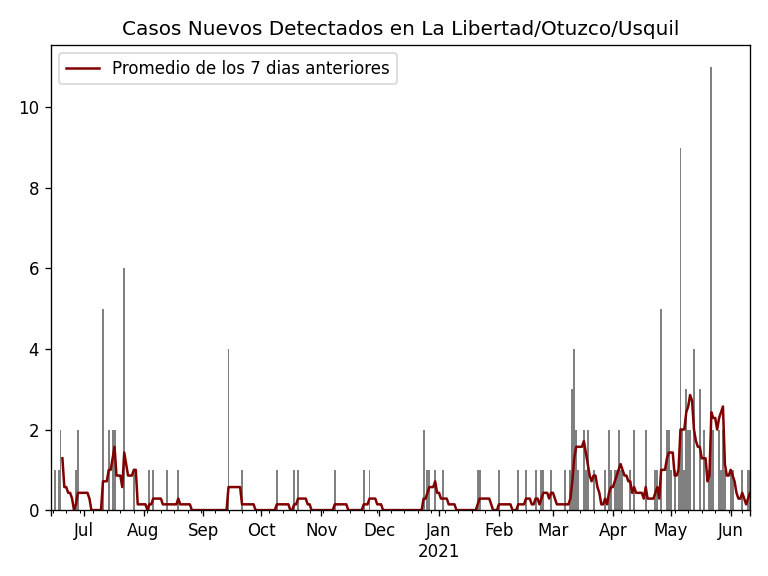 Casos Nuevos Detectados en La Libertad/Otuzco/Usquil
Promedio de los 7 dias anteriores
10
8
6
4
2
0
Jul Aug Sep Oct Nov Dec Jan Feb Mar Apr May Jun
2021